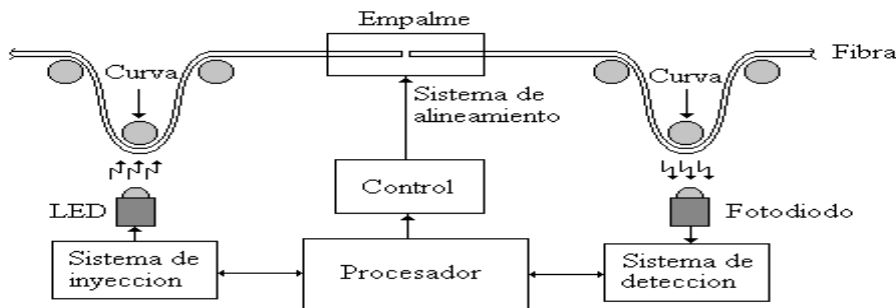 Empalme
Fibra
Curva
Curva
Sistema de
alineamiento
Control
LED
Fotodiodo
Sistema de
inyeccion
Procesador
Sistema de
deteccion